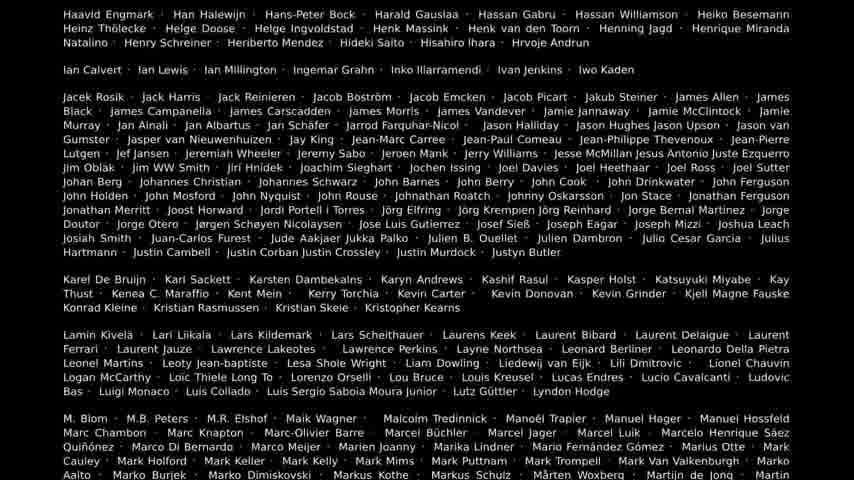 Haavid Engmark · Han Halewijn · Hans-Peter Bock · Harald Gauslaa · Hassan Gabru · Hassan Williamson · Heiko Besemann
Heinz Thölecke · Helge Doose · Helge Ingvoldstad · Henk Massink · Henk van den Toorn · Henning Jagd · Henrique Miranda
Natalino · Henry Schreiner · Heriberto Mendez · Hideki Saito · Hisahiro Ihara · Hrvoje Andrun
Ian Calvert · Ian Lewis · Ian Millington · Ingemar Grahn · Inko Illarramendi · Ivan Jenkins · Iwo Kaden
Jacek Rosik · Jack Harris · Jack Reinieren · Jacob Boström · Jacob Emcken · Jacob Picart · Jakub Steiner · James Allen · James
Black · James Campanella · James Carscadden · James Morris · James Vandever · Jamie Jannaway · Jamie McClintock · Jamie
Murray · Jan Ainali · Jan Albartus · Jan Schäfer · Jarrod Farquhar-Nicol · Jason Halliday · Jason Hughes Jason Upson · Jason van
Gumster · Jasper van Nieuwenhuizen · Jay King · Jean-Marc Carree · Jean-Paul Comeau · Jean-Philippe Thevenoux · Jean-Pierre
Lutgen · Jef Jansen · Jeremiah Wheeler · Jeremy Sabo · Jeroen Mank · Jerry Williams · Jesse McMillan Jesus Antonio Juste Ezquerro
Jim Oblak · Jim WW Smith · Jirí Hnídek · Joachim Sieghart · Jochen Issing · Joel Davies · Joel Heethaar · Joel Ross · Joel Sutter
Johan Berg · Johannes Christian · Johannes Schwarz · John Barnes · John Berry · John Cook · John Drinkwater · John Ferguson
John Holden · John Mosford · John Nyquist · John Rouse · Johnathan Roatch · Johnny Oskarsson · Jon Stace · Jonathan Ferguson
Jonathan Merritt · Joost Horward · Jordi Portell i Torres · Jörg Elfring · Jörg Krempien Jörg Reinhard · Jorge Bernal Martinez · Jorge
Doutor · Jorge Otero · Jørgen Schøyen Nicolaysen · Jose Luis Gutierrez · Josef Sieß · Joseph Eagar · Joseph Mizzi · Joshua Leach
Josiah Smith · Juan-Carlos Furest · Jude Aakjaer Jukka Palko · Julien B. Ouellet · Julien Dambron · Julio Cesar Garcia · Julius
Hartmann · Justin Cambell · Justin Corban Justin Crossley · Justin Murdock · Justyn Butler
Karel De Bruijn · Karl Sackett · Karsten Dambekalns · Karyn Andrews · Kashif Rasul · Kasper Holst · Katsuyuki Miyabe · Kay
Thust · Kenea C. Maraffio · Kent Mein · Kerry Torchia · Kevin Carter · Kevin Donovan · Kevin Grinder · Kjell Magne Fauske
Konrad Kleine · Kristian Rasmussen · Kristian Skeie · Kristopher Kearns
Lamin Kivelä · Lari Liikala · Lars Kildemark · Lars Scheithauer · Laurens Keek · Laurent Bibard · Laurent Delaigue · Laurent
Ferrari · Laurent Jauze · Lawrence Lakeotes · Lawrence Perkins · Layne Northsea · Leonard Berliner · Leonardo Della Pietra
Leonel Martins · Leoty Jean-baptiste · Lesa Shole Wright · Liam Dowling · Liedewij van Eijk · Lili Dmitrovic · Lionel Chauvin
Logan McCarthy · Loïc Thiele Long To · Lorenzo Orselli · Lou Bruce · Louis Kreusel · Lucas Endres · Lucio Cavalcanti · Ludovic
Bas · Luigi Monaco · Luis Collado · Luis Sergio Saboia Moura Junior · Lutz Güttler · Lyndon Hodge
M. Blom · M.B. Peters · M.R. Elshof · Maik Wagner · Malcolm Tredinnick · Manoël Trapier · Manuel Hager · Manuel Hossfeld
Marc Chambon · Marc Knapton · Marc-Olivier Barre · Marcel Büchler · Marcel Jager · Marcel Luik · Marcelo Henrique Sáez
Quiñónez · Marco Di Bernardo · Marco Meijer · Marien Joanny · Marika Lindner · Mario Fernández Gómez · Marius Otte · Mark
Cauley · Mark Holford · Mark Keller · Mark Kelly · Mark Mims · Mark Puttnam · Mark Trompell · Mark Van Valkenburgh · Marko
Aalto · Marko Burjek · Marko Dimiskovski · Markus Kothe · Markus Schulz · Mårten Woxberg · Martijn de Jong · Martin